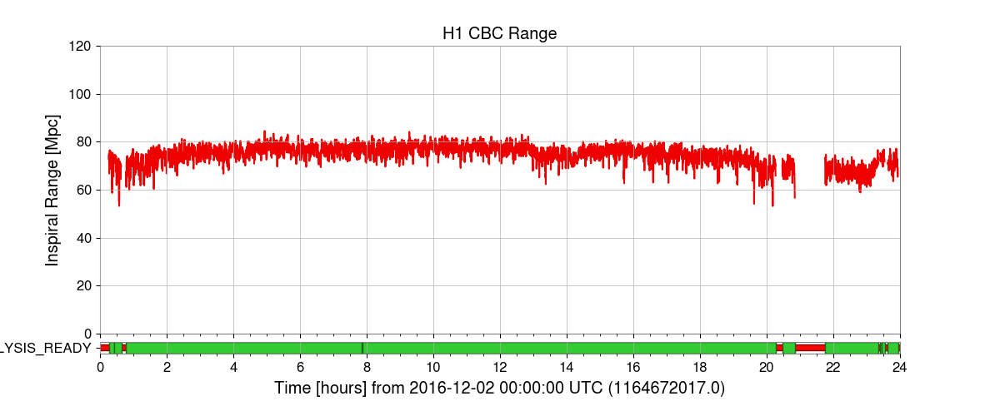 H1 CBC Range
120
100
80
60
40
20
0
Inspiral Range [Mpc]
LYSIS_READY
0 2 4 6 8 10 12 14 16 18 20 22 24
Time [hours] from 2016-12-02 00:00:00 UTC (1164672017.0)